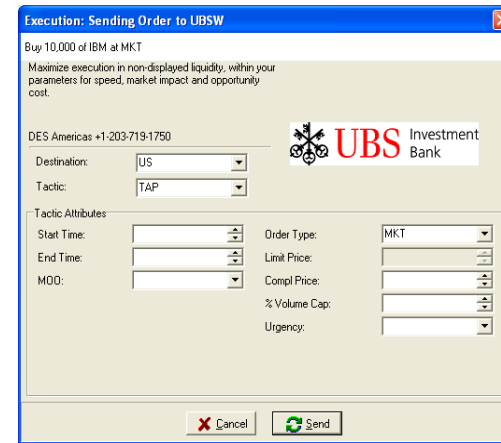 Execution: Sending Order to UBSW
Buy 10,000 of IBM at MKT
Maximize execution in non-displayed liquidity, within your
parameters for speed, market impact and opportunity
cost.
DES Americas +1-203-719-1750
UBS Investment
Bank
Destination: US
Tactic: TAP
Tactic Attributes
Start Time:
End Time:
MOO:
Order Type: MKT
Limit Price:
Compl Price:
% Volume Cap:
Urgency:
Cancel
Send